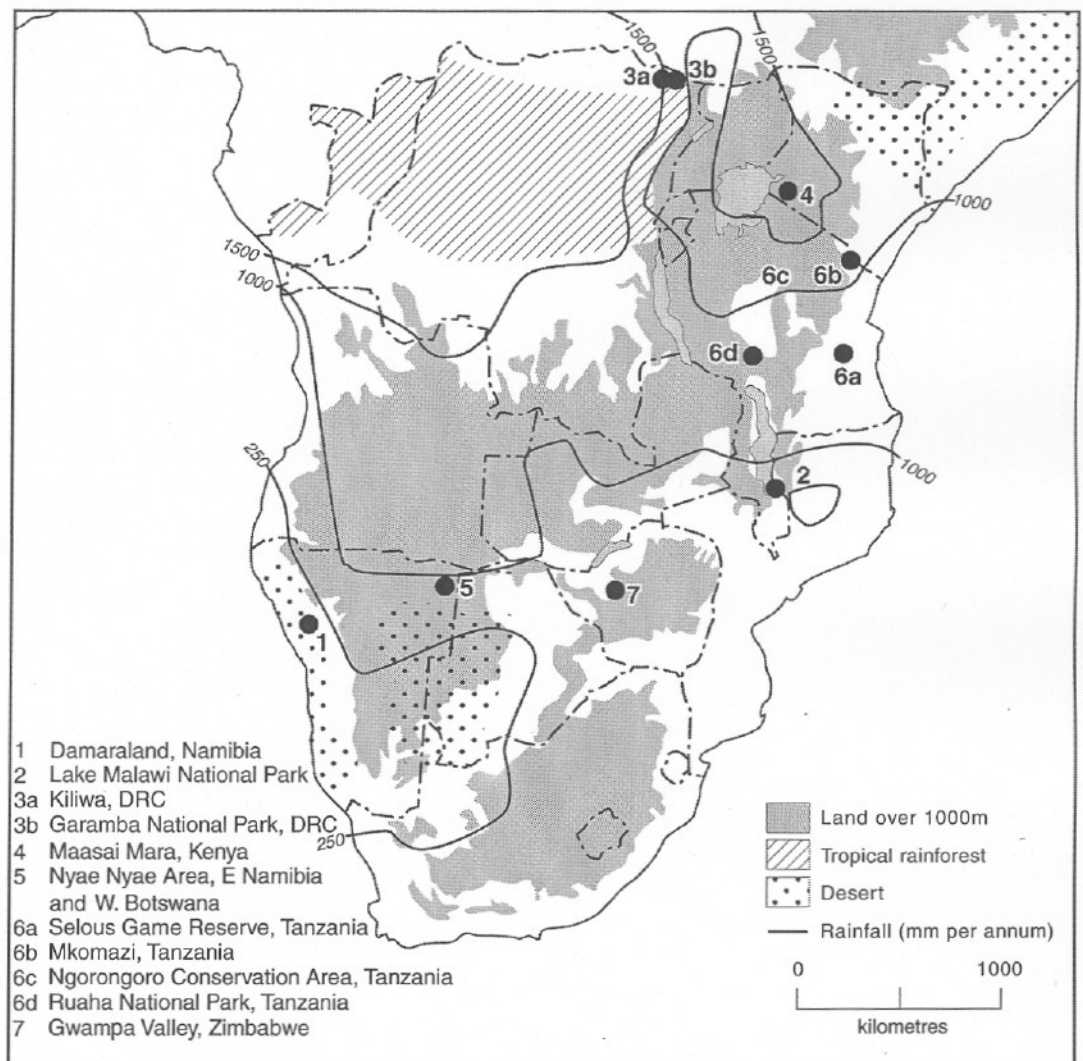 1500
1500
3a
3b
4
1000
1500
1000
6c
6b
6d
6a
250
1000
2
5
7
1
250
1 Damaraland, Namibia
2 Lake Malawi National Park
3a Kiliwa, DRC
3b Garamba National Park, DRC
4 Maasai Mara, Kenya
5 Nyae Nyae Area, E Namibia
and W. Botswana
6a Selous Game Reserve, Tanzania
6b Mkomazi, Tanzania
6c Ngorongoro Conservation Area, Tanzania
6d Ruaha National Park, Tanzania
7 Gwampa Valley, Zimbabwe
Land over 1000m
Tropical rainforest
Desert
Rainfall (mm per annum)
0 1000
kilometres